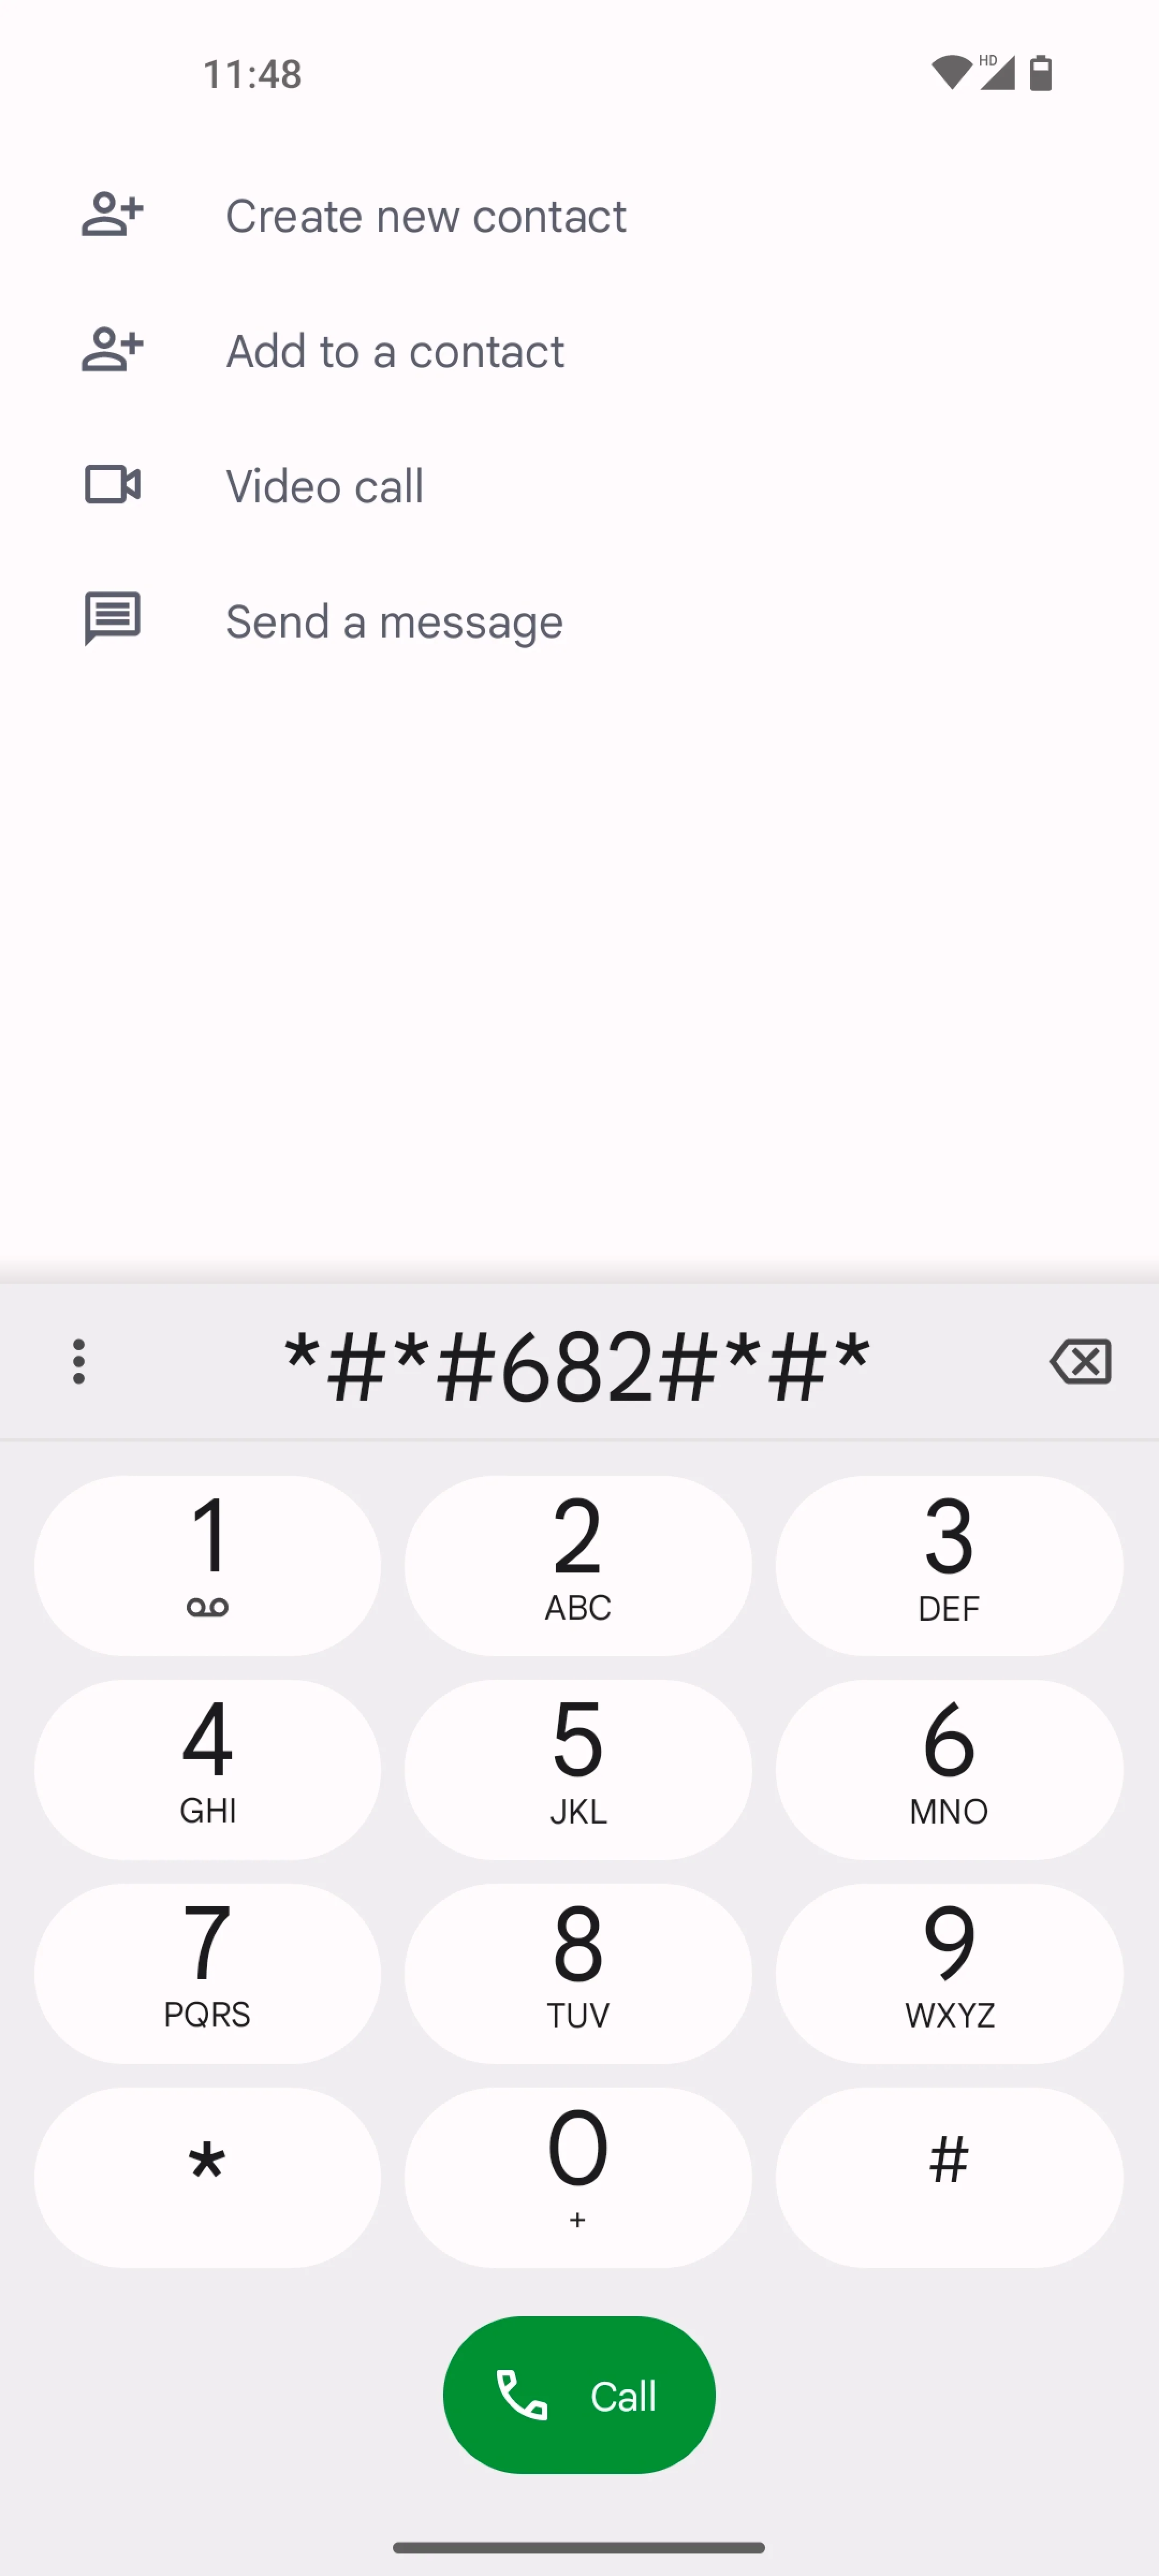 11:48 HD
Create new contact
Add to a contact
Video call
Send a message
*#*#682#*#*
1 2 3
ABC DEF
4 5 6
GHI JKL MNO
7 8 9
PQRS TUV WXYZ
* 0 #
+
Call